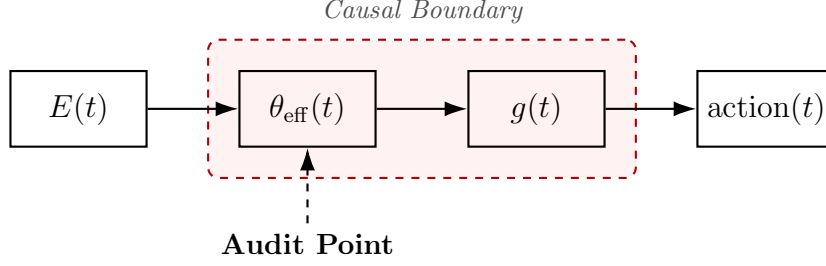 Causal Boundary
E(t) θ_eff(t) g(t) action(t)
Audit Point